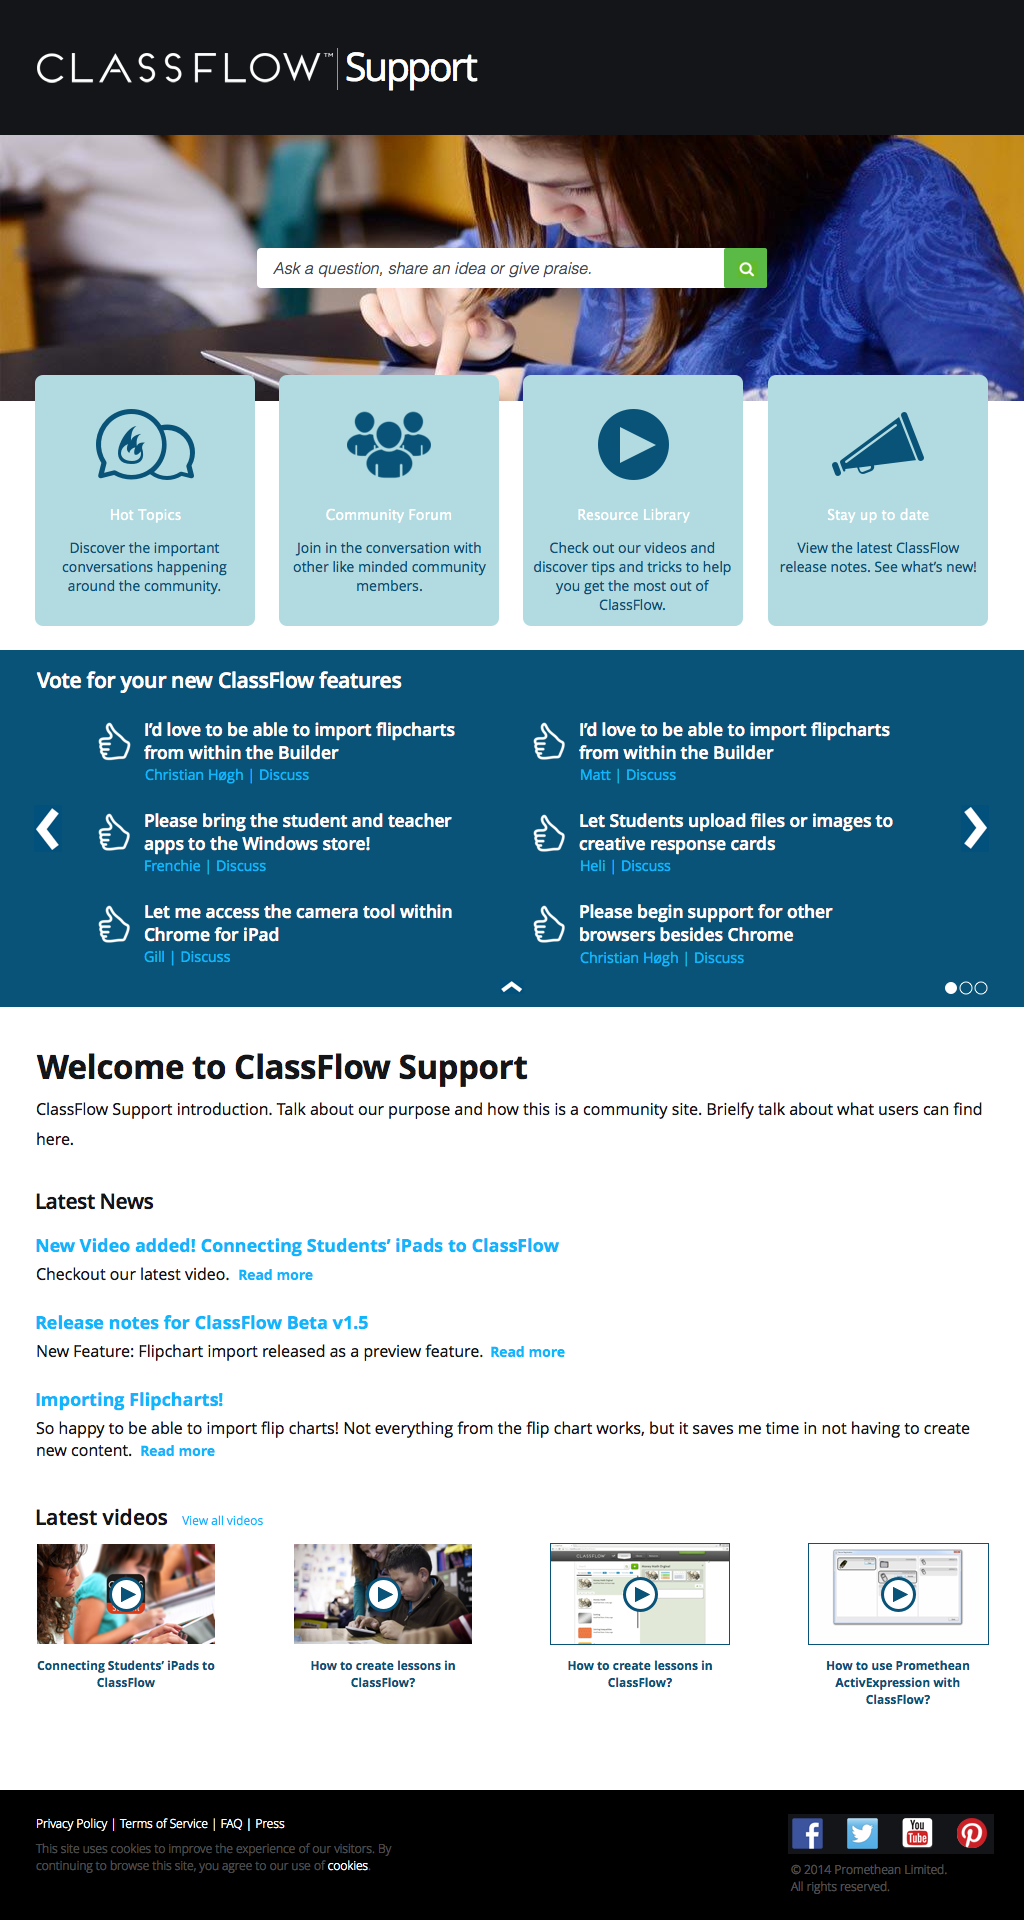 CLASSFLOW™ Support
Ask a question, share an idea or give praise.
Hot Topics
Discover the important
conversations happening
around the community.
Community Forum
Join in the conversation with
other like minded community
members.
Resource Library
Check out our videos and
discover tips and tricks to help
you get the most out of
ClassFlow.
Stay up to date
View the latest ClassFlow
release notes. See what's new!
Vote for your new ClassFlow features
I'd love to be able to import flipcharts
from within the Builder
Christian Høgh | Discuss
I'd love to be able to import flipcharts
from within the Builder
Matt | Discuss
Please bring the student and teacher
apps to the Windows store!
Frenchie | Discuss
Let Students upload files or images to
creative response cards
Heli | Discuss
Let me access the camera tool within
Chrome for iPad
Gill | Discuss
Please begin support for other
browsers besides Chrome
Christian Høgh | Discuss
Welcome to ClassFlow Support
ClassFlow Support introduction. Talk about our purpose and how this is a community site. Brielfy talk about what users can find
here.
Latest News
New Video added! Connecting Students' iPads to ClassFlow
Checkout our latest video. Read more
Release notes for ClassFlow Beta v1.5
New Feature: Flipchart import released as a preview feature. Read more
Importing Flipcharts!
So happy to be able to import flip charts! Not everything from the flip chart works, but it saves me time in not having to create
new content. Read more
Latest videos View all videos
CLASSFLOW
Connecting Students' iPads to
ClassFlow
How to create lessons in
ClassFlow?
How to create lessons in
ClassFlow?
How to use Promethean
ActivExpression with
ClassFlow?
Privacy Policy | Terms of Service | FAQ | Press
This site uses cookies to improve the experience of our visitors. By
continuing to browse this site, you agree to our use of cookies.
You
Tube
© 2014 Promethean Limited.
All rights reserved.